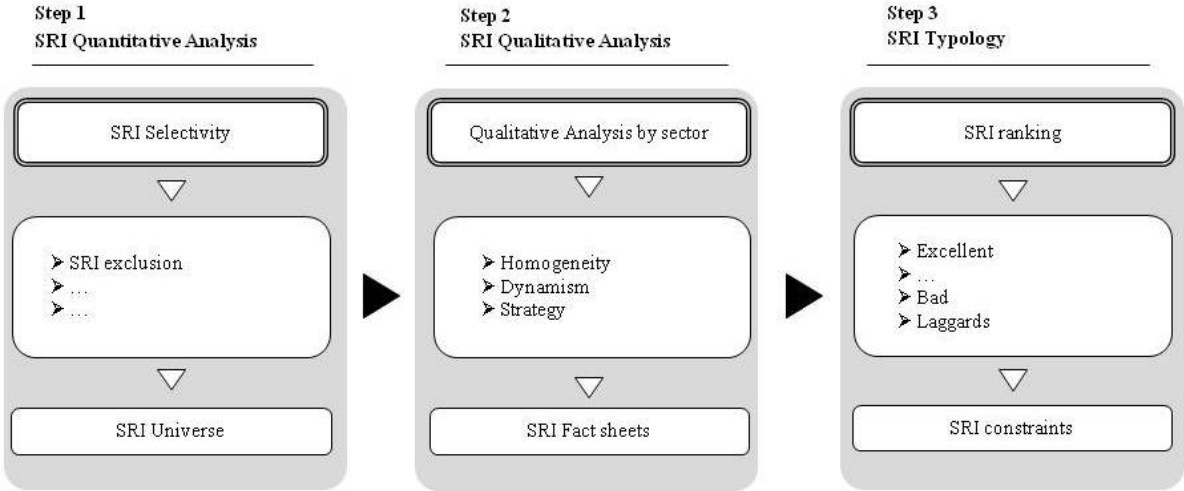 Step 1
SRI Quantitative Analysis
SRI Selectivity
➢ SRI exclusion
➢ …
➢ …
SRI Universe
Step 2
SRI Qualitative Analysis
Qualitative Analysis by sector
➢ Homogeneity
➢ Dynamism
➢ Strategy
SRI Fact sheets
Step 3
SRI Typology
SRI ranking
➢ Excellent
➢ …
➢ Bad
➢ Laggards
SRI constraints